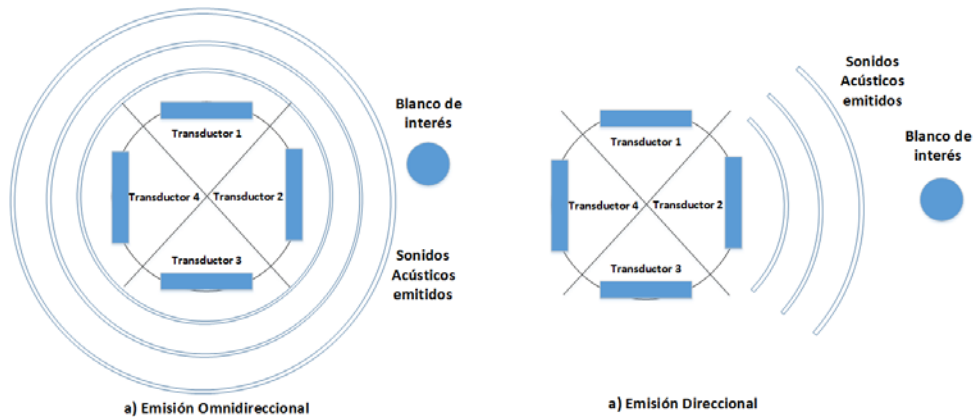 Blanco de
interés
Transductor 1
Transductor 4
Transductor 2
Transductor 3
Sonidos
Acústicos
emitidos
a) Emisión Omnidireccional
Sonidos
Acústicos
emitidos
Blanco de
interés
Transductor 1
Transductor 4
Transductor 2
Transductor 3
a) Emisión Direccional